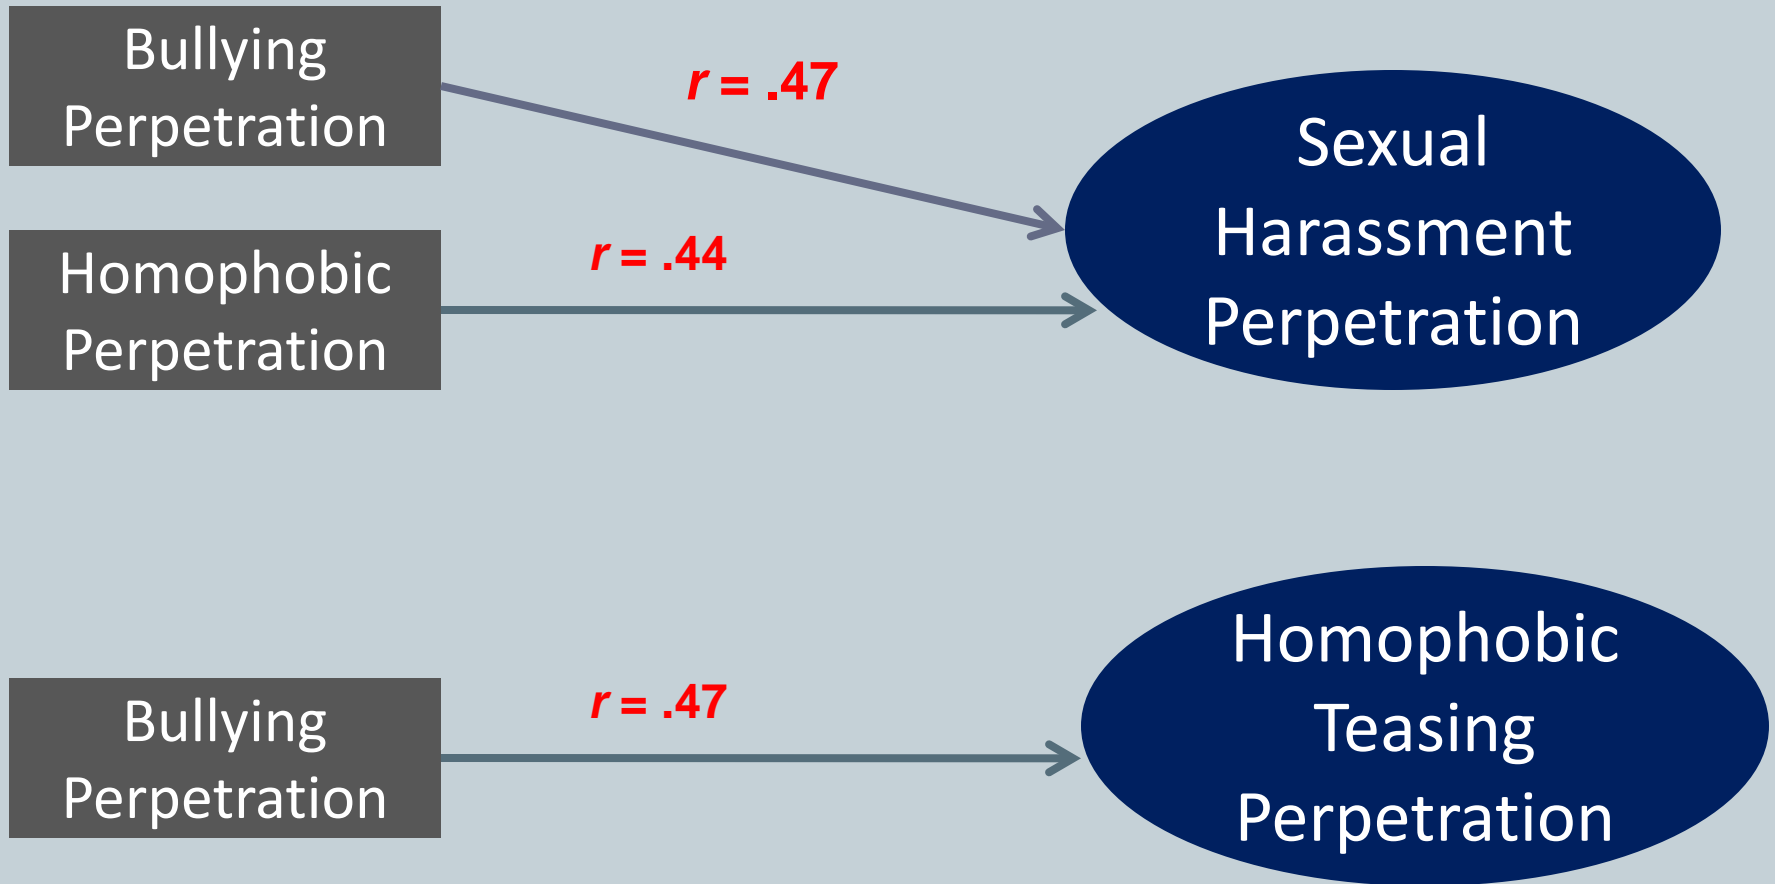 Bullying
Perpetration
r = .47
Sexual
Harassment
Perpetration
Homophobic
Perpetration
r = .44
Bullying
Perpetration
r = .47
Homophobic
Teasing
Perpetration